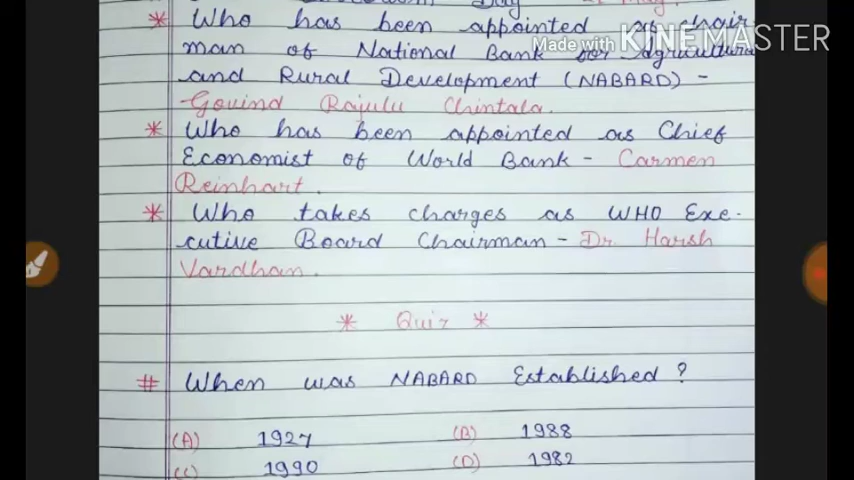 Day
* Who has been appointed as chair
man of National Bank for Agricultural
and Rural Development (NABARD) -
Govind Rajulu Chintala.
* Who has been appointed as Chief
Economist of World Bank - Carmen
Reinhart.
* Who takes charges as WHO Exe-
cutive Board Chairman - Dr Harsh
Vardhan.
* Quiz *
# When was NABARD Established ?
(A) 1927 (B) 1988
(C) 1990 (D) 1982
Made with KINEMASTER